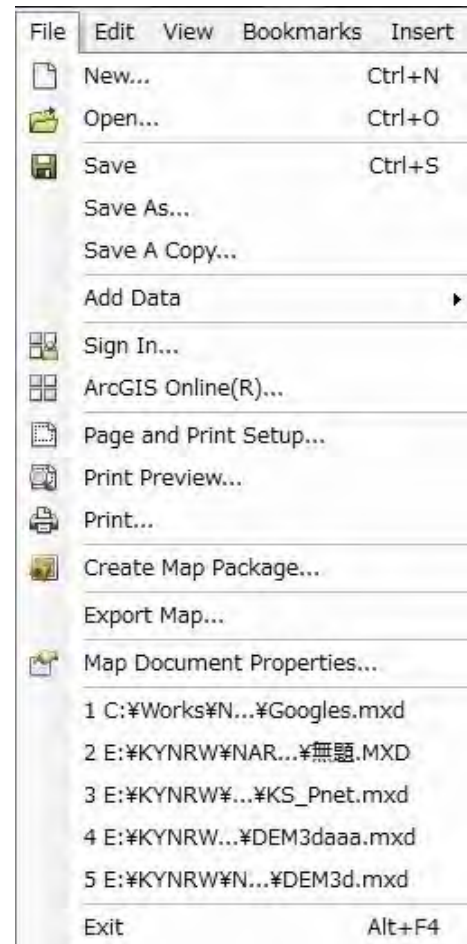 File Edit View Bookmarks Insert
New... Ctrl+N
Open... Ctrl+O
Save Ctrl+S
Save As...
Save A Copy...
Add Data
Sign In...
ArcGIS Online(R)...
Page and Print Setup...
Print Preview...
Print...
Create Map Package...
Export Map...
Map Document Properties...
1 C:¥Works¥N...¥Googles.mxd
2 E:¥KYNRW¥NAR...¥無題.MXD
3 E:¥KYNRW¥...¥KS_Pnet.mxd
4 E:¥KYNRW...¥DEM3daaa.mxd
5 E:¥KYNRW¥N...¥DEM3d.mxd
Exit Alt+F4